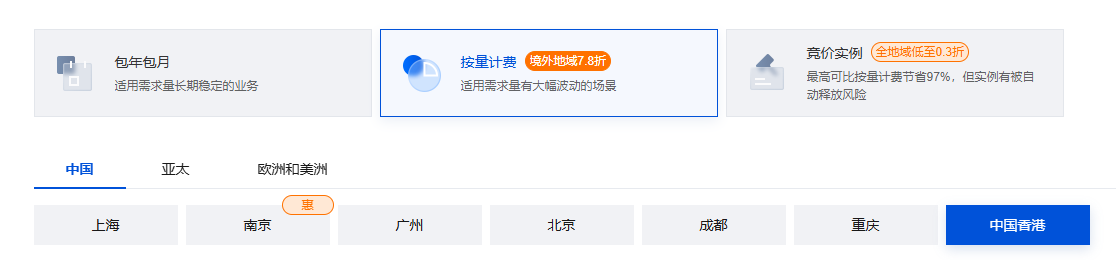 包年包月
适用需求量长期稳定的业务
按量计费 境外地域7.8折
适用需求量有大幅波动的场景
竞价实例 全地域低至0.3折
最高可比按量计费节省97%，但实例有被自
动释放风险
中国 亚太 欧洲和美洲
惠
上海 南京 广州 北京 成都 重庆 中国香港